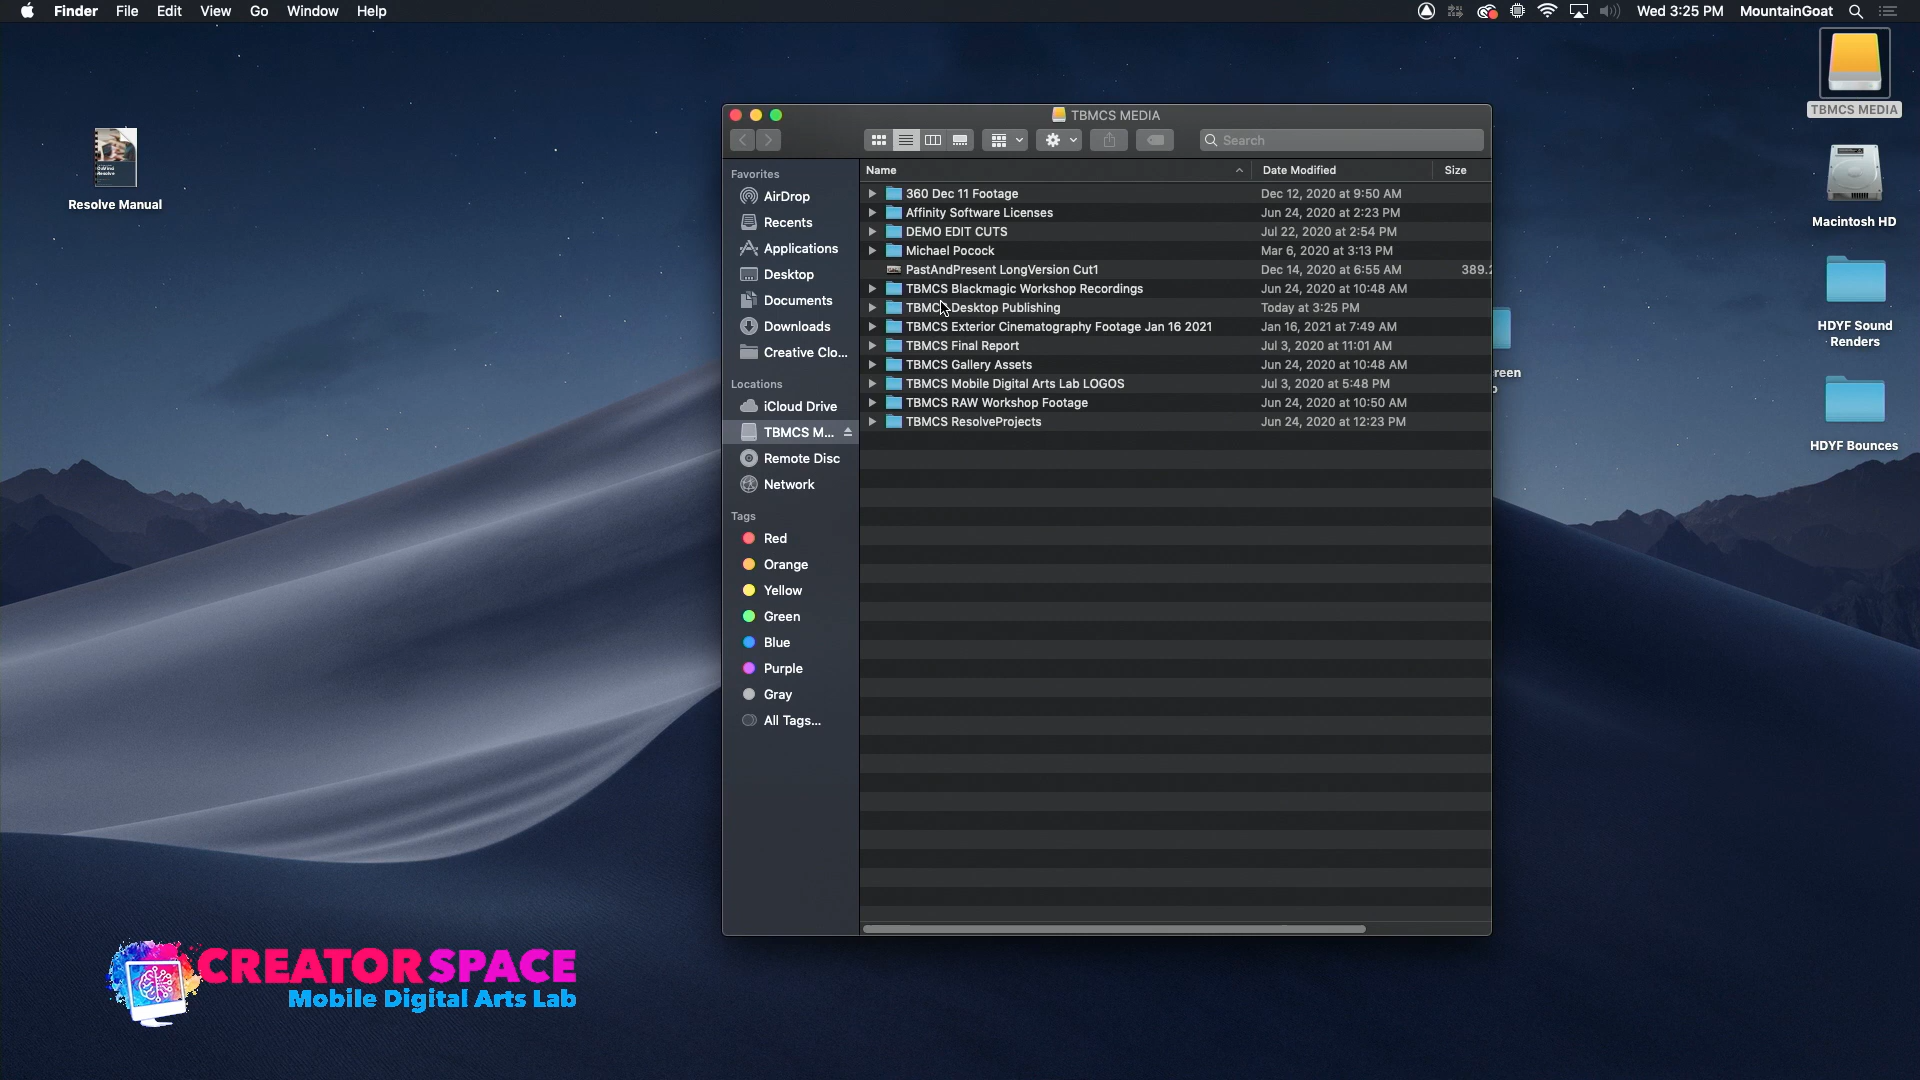 Finder File Edit View Go Window Help
Wed 3:25 PM MountainGoat
TBMCS MEDIA
Macintosh HD
HDYF Sound
Renders
HDYF Bounces
Resolve Manual
TBMCS MEDIA
Search
Favorites
AirDrop
Recents
Applications
Desktop
Documents
Downloads
Creative Clo...
Locations
iCloud Drive
TBMCS M...
Remote Disc
Network
Tags
Red
Orange
Yellow
Green
Blue
Purple
Gray
All Tags...
Name Date Modified Size
360 Dec 11 Footage Dec 12, 2020 at 9:50 AM
Affinity Software Licenses Jun 24, 2020 at 2:23 PM
DEMO EDIT CUTS Jul 22, 2020 at 2:54 PM
Michael Pocock Mar 6, 2020 at 3:13 PM
PastAndPresent LongVersion Cut1 Dec 14, 2020 at 6:55 AM 389.2
TBMCS Blackmagic Workshop Recordings Jun 24, 2020 at 10:48 AM
TBMCS Desktop Publishing Today at 3:25 PM
TBMCS Exterior Cinematography Footage Jan 16 2021 Jan 16, 2021 at 7:49 AM
TBMCS Final Report Jul 3, 2020 at 11:01 AM
TBMCS Gallery Assets Jun 24, 2020 at 10:48 AM
TBMCS Mobile Digital Arts Lab LOGOS Jul 3, 2020 at 5:48 PM
TBMCS RAW Workshop Footage Jun 24, 2020 at 10:50 AM
TBMCS ResolveProjects Jun 24, 2020 at 12:23 PM
reen
CREATORSPACE
Mobile Digital Arts Lab